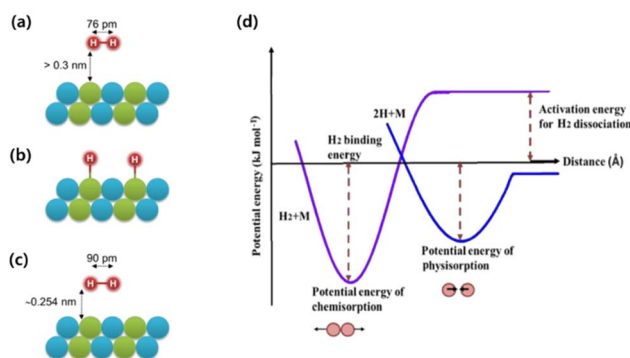 (a)
76 pm
H H
> 0.3 nm
(b)
H H
(c)
90 pm
H H
~0.254 nm
(d)
Potential energy (kJ mol⁻¹)
2H+M
H2 binding
energy
Activation energy
for H2 dissociation
Distance (Å)
H2+M
Potential energy of
physisorption
Potential energy of
chemisorption